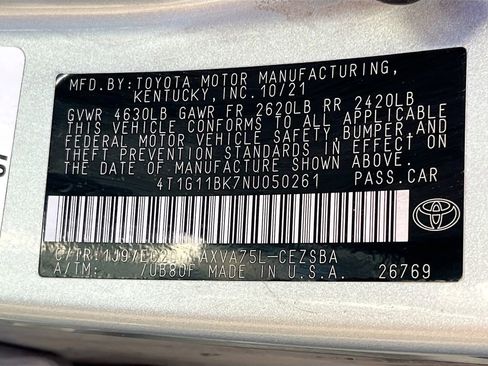 MFD.BY:TOYOTA MOTOR MANUFACTURING,
KENTUCKY, INC.10/21
GVWR 4630LB GAWR FR 2620LB RR 2420LB
THIS VEHICLE CONFORMS TO ALL APPLICABLE
FEDERAL MOTOR VEHICLE SAFETY, BUMPER, AND
THEFT PREVENTION STANDARDS IN EFFECT ON
THE DATE OF MANUFACTURE SHOWN ABOVE.
4T1G11BK7NU050261 PASS.CAR
C/TR: AXVA75L-CEZSBA
A/TM: /UB80F MADE IN U.S.A. 26769